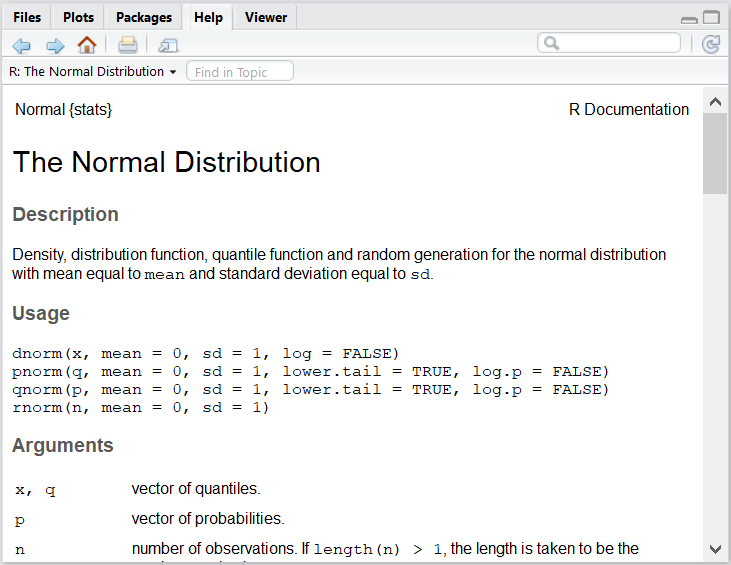 Files Plots Packages Help Viewer
R: The Normal Distribution Find in Topic
Normal {stats} R Documentation
The Normal Distribution
Description
Density, distribution function, quantile function and random generation for the normal distribution
with mean equal to mean and standard deviation equal to sd.
Usage
dnorm(x, mean = 0, sd = 1, log = FALSE)
pnorm(q, mean = 0, sd = 1, lower.tail = TRUE, log.p = FALSE)
qnorm(p, mean = 0, sd = 1, lower.tail = TRUE, log.p = FALSE)
rnorm(n, mean = 0, sd = 1)
Arguments
x, q vector of quantiles.
p vector of probabilities.
n number of observations. If length(n) > 1, the length is taken to be the